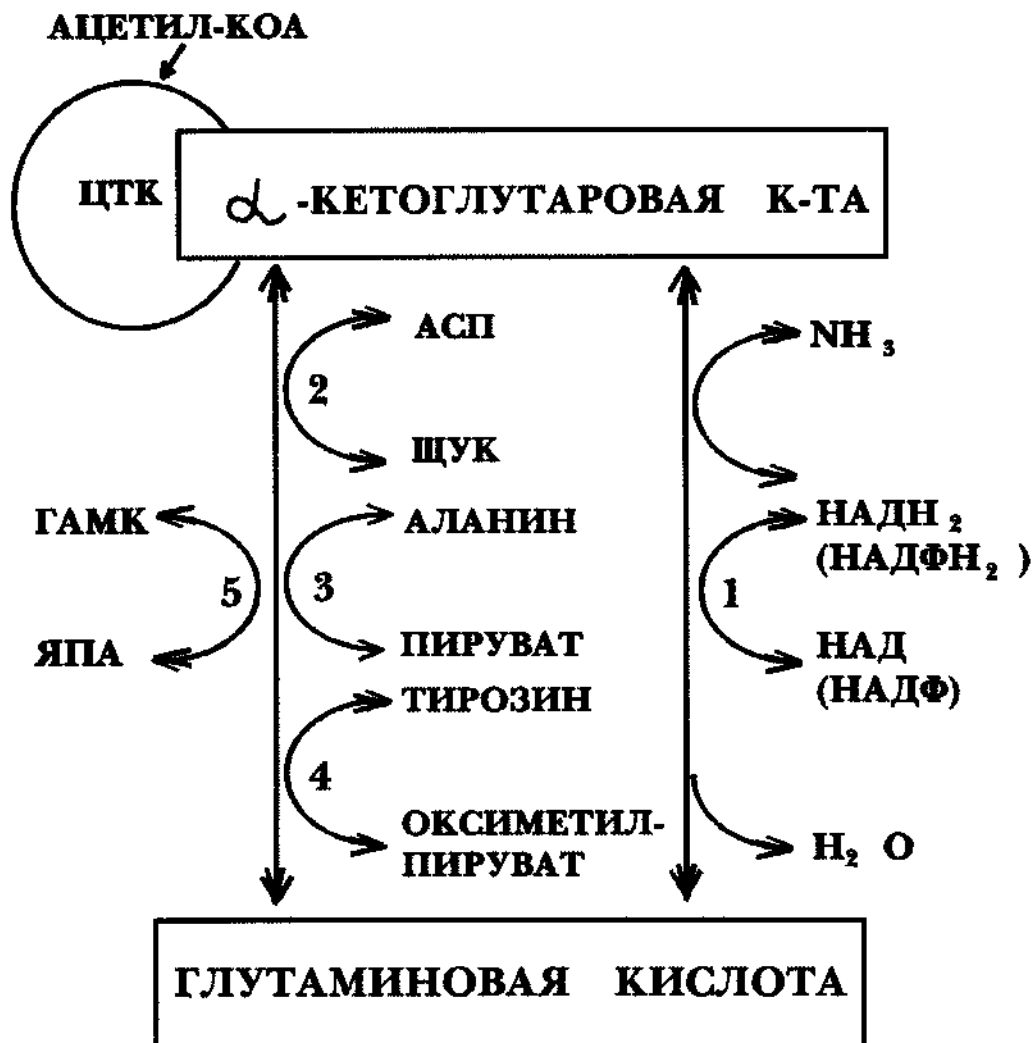 АЦЕТИЛ-КОА
ЦТК
α-КЕТОГЛУТАРОВАЯ К-ТА
АСП
NH₃
2
ЩУК
ГАМК
АЛАНИН
НАДН₂
(НАДФН₂ )
5
3
1
ЯПА
ПИРУВАТ
НАД
(НАДФ)
ТИРОЗИН
4
ОКСИМЕТИЛ-
ПИРУВАТ
H₂ O
ГЛУТАМИНОВАЯ КИСЛОТА